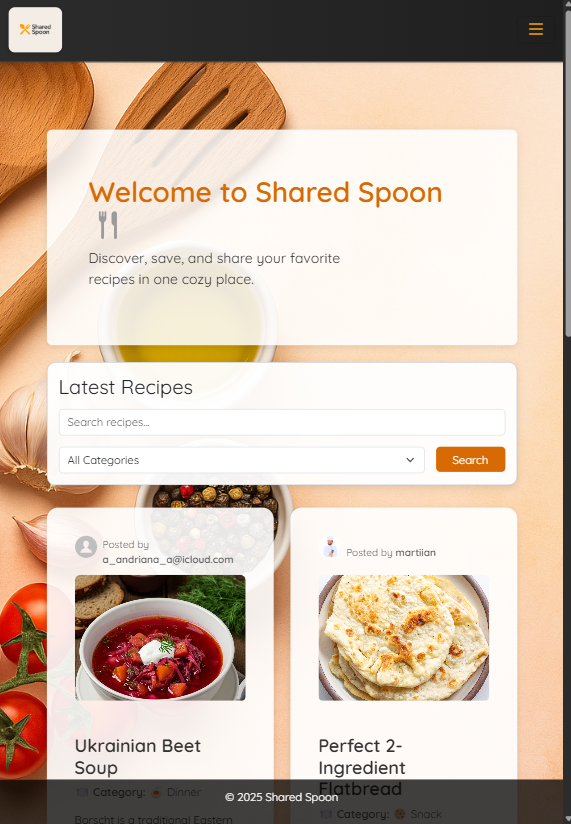 Shared
Spoon
Welcome to Shared Spoon
Discover, save, and share your favorite
recipes in one cozy place.
Latest Recipes
Search recipes...
All Categories
Search
Posted by
a_andriana_a@icloud.com
Ukrainian Beet
Soup
Category: Dinner
Borscht is a traditional Eastern
Posted by martiian
Perfect 2-
Ingredient
Flatbread
Category: Snack
© 2025 Shared Spoon